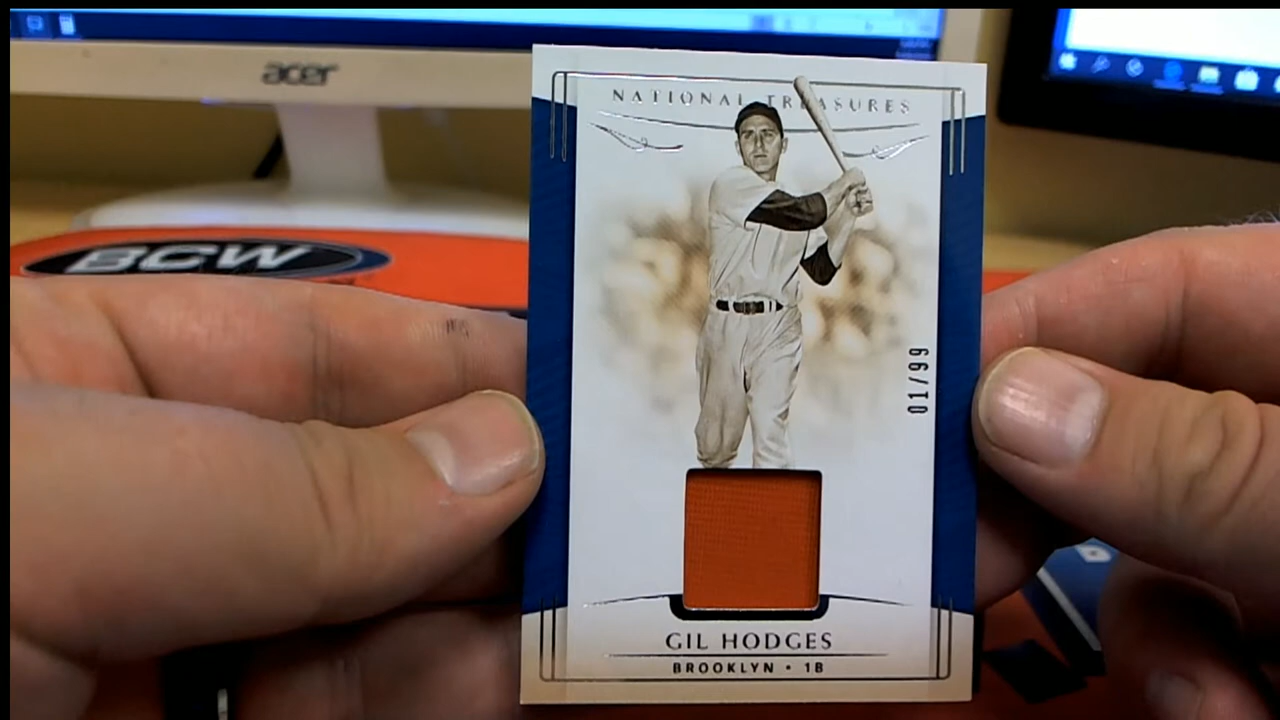 acer
NATIONAL TREASURES
BCW
01/99
GIL HODGES
BROOKLYN • 1B